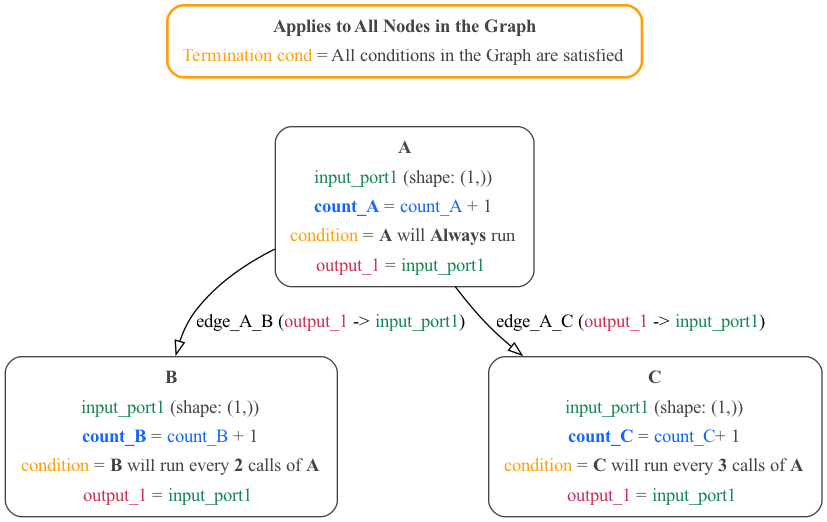 Applies to All Nodes in the Graph
Termination cond = All conditions in the Graph are satisfied
A
input_port1 (shape: (1,))
count_A = count_A + 1
condition = A will Always run
output_1 = input_port1
edge_A_B (output_1 -> input_port1)
edge_A_C (output_1 -> input_port1)
B
input_port1 (shape: (1,))
count_B = count_B + 1
condition = B will run every 2 calls of A
output_1 = input_port1
C
input_port1 (shape: (1,))
count_C = count_C+ 1
condition = C will run every 3 calls of A
output_1 = input_port1